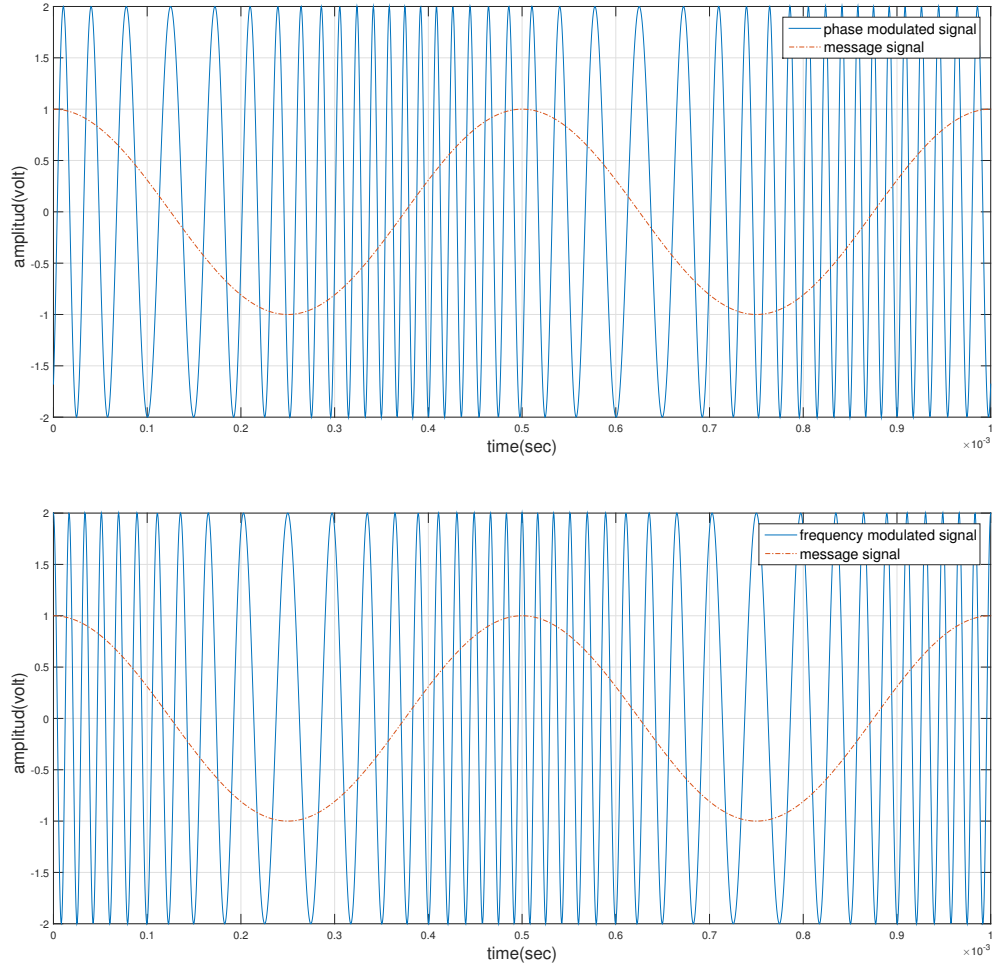 phase modulated signal
message signal
amplitud(volt)
2
1.5
1
0.5
0
-0.5
-1
-1.5
-2
0 0.1 0.2 0.3 0.4 0.5 0.6 0.7 0.8 0.9 1
time(sec)
×10⁻³
frequency modulated signal
message signal
amplitud(volt)
2
1.5
1
0.5
0
-0.5
-1
-1.5
-2
0 0.1 0.2 0.3 0.4 0.5 0.6 0.7 0.8 0.9 1
time(sec)
×10⁻³